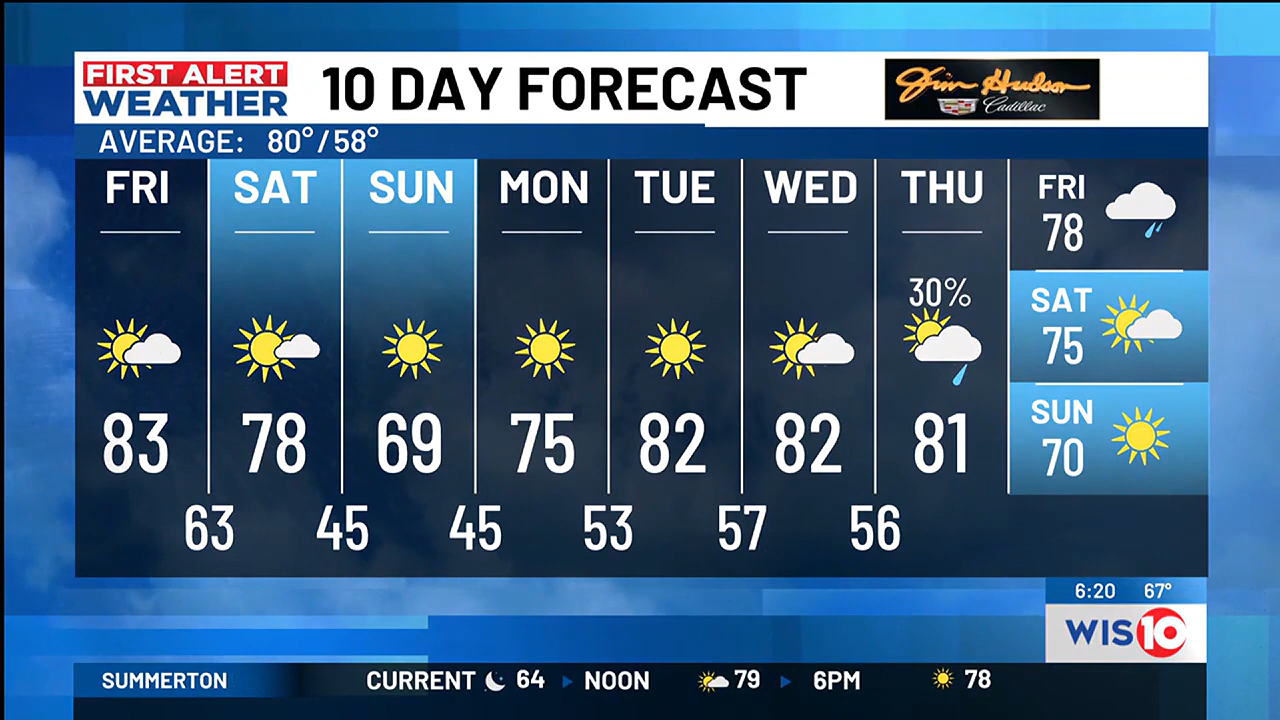 FIRST ALERT
WEATHER
10 DAY FORECAST
Jim Hudson
Cadillac
AVERAGE: 80°/58°
FRI SAT SUN MON TUE WED THU
FRI
78
30%
SAT
75
SUN
70
83 78 69 75 82 82 81
63 45 45 53 57 56
6:20 67°
WIS10
SUMMERTON CURRENT 64 NOON 79 6PM 78